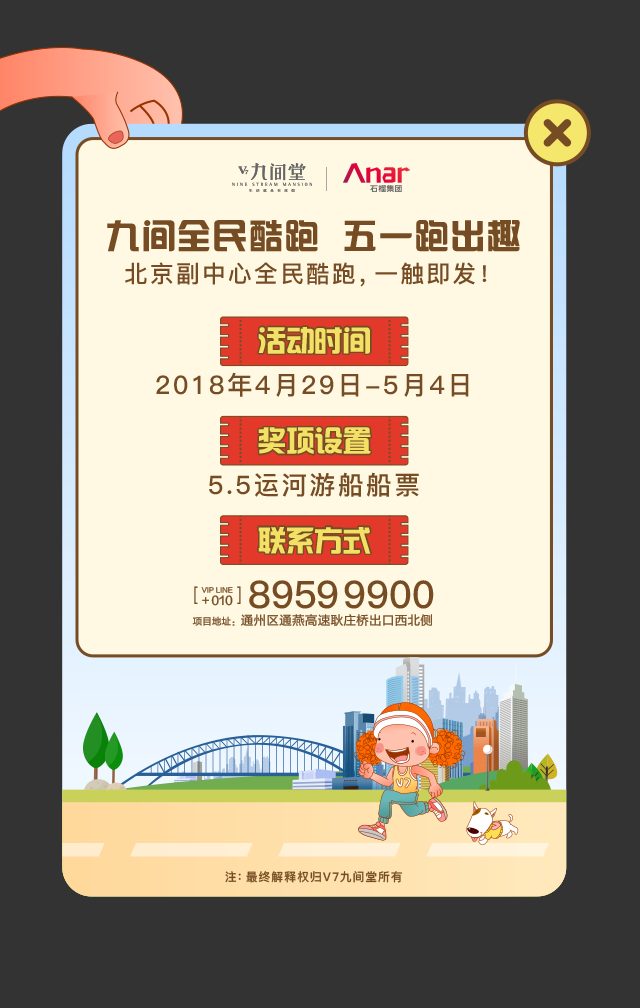 V7九间堂
NINE STREAM MANSION
Anar
石榴集团
九间全民酷跑 五一跑出趣
北京副中心全民酷跑,一触即发!
活动时间
2018年4月29日-5月4日
奖项设置
5.5运河游船船票
联系方式
[VIP LINE +010] 8959 9900
项目地址:通州区通燕高速耿庄桥出口西北侧
V7
注:最终解释权归V7九间堂所有